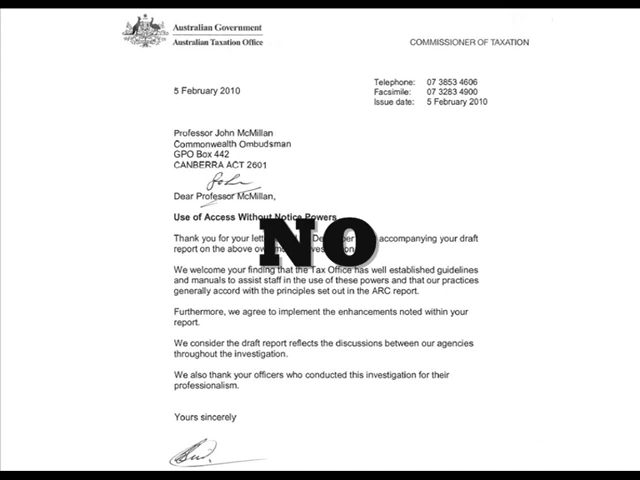 Australian Government
Australian Taxation Office
COMMISSIONER OF TAXATION
Telephone: 07 3853 4606
Facsimile: 07 3283 4900
Issue date: 5 February 2010
5 February 2010
Professor John McMillan
Commonwealth Ombudsman
GPO Box 442
CANBERRA ACT 2601
John
Dear Professor McMillan,
Use of Access Without Notice Powers
NO
Thank you for your accompanying your draft
report on the above
We welcome your finding that the Tax Office has well established guidelines
and manuals to assist staff in the use of these powers and that our practices
generally accord with the principles set out in the ARC report.
Furthermore, we agree to implement the enhancements noted within your
report.
We consider the draft report reflects the discussions between our agencies
throughout the investigation.
We also thank your officers who conducted this investigation for their
professionalism.
Yours sincerely